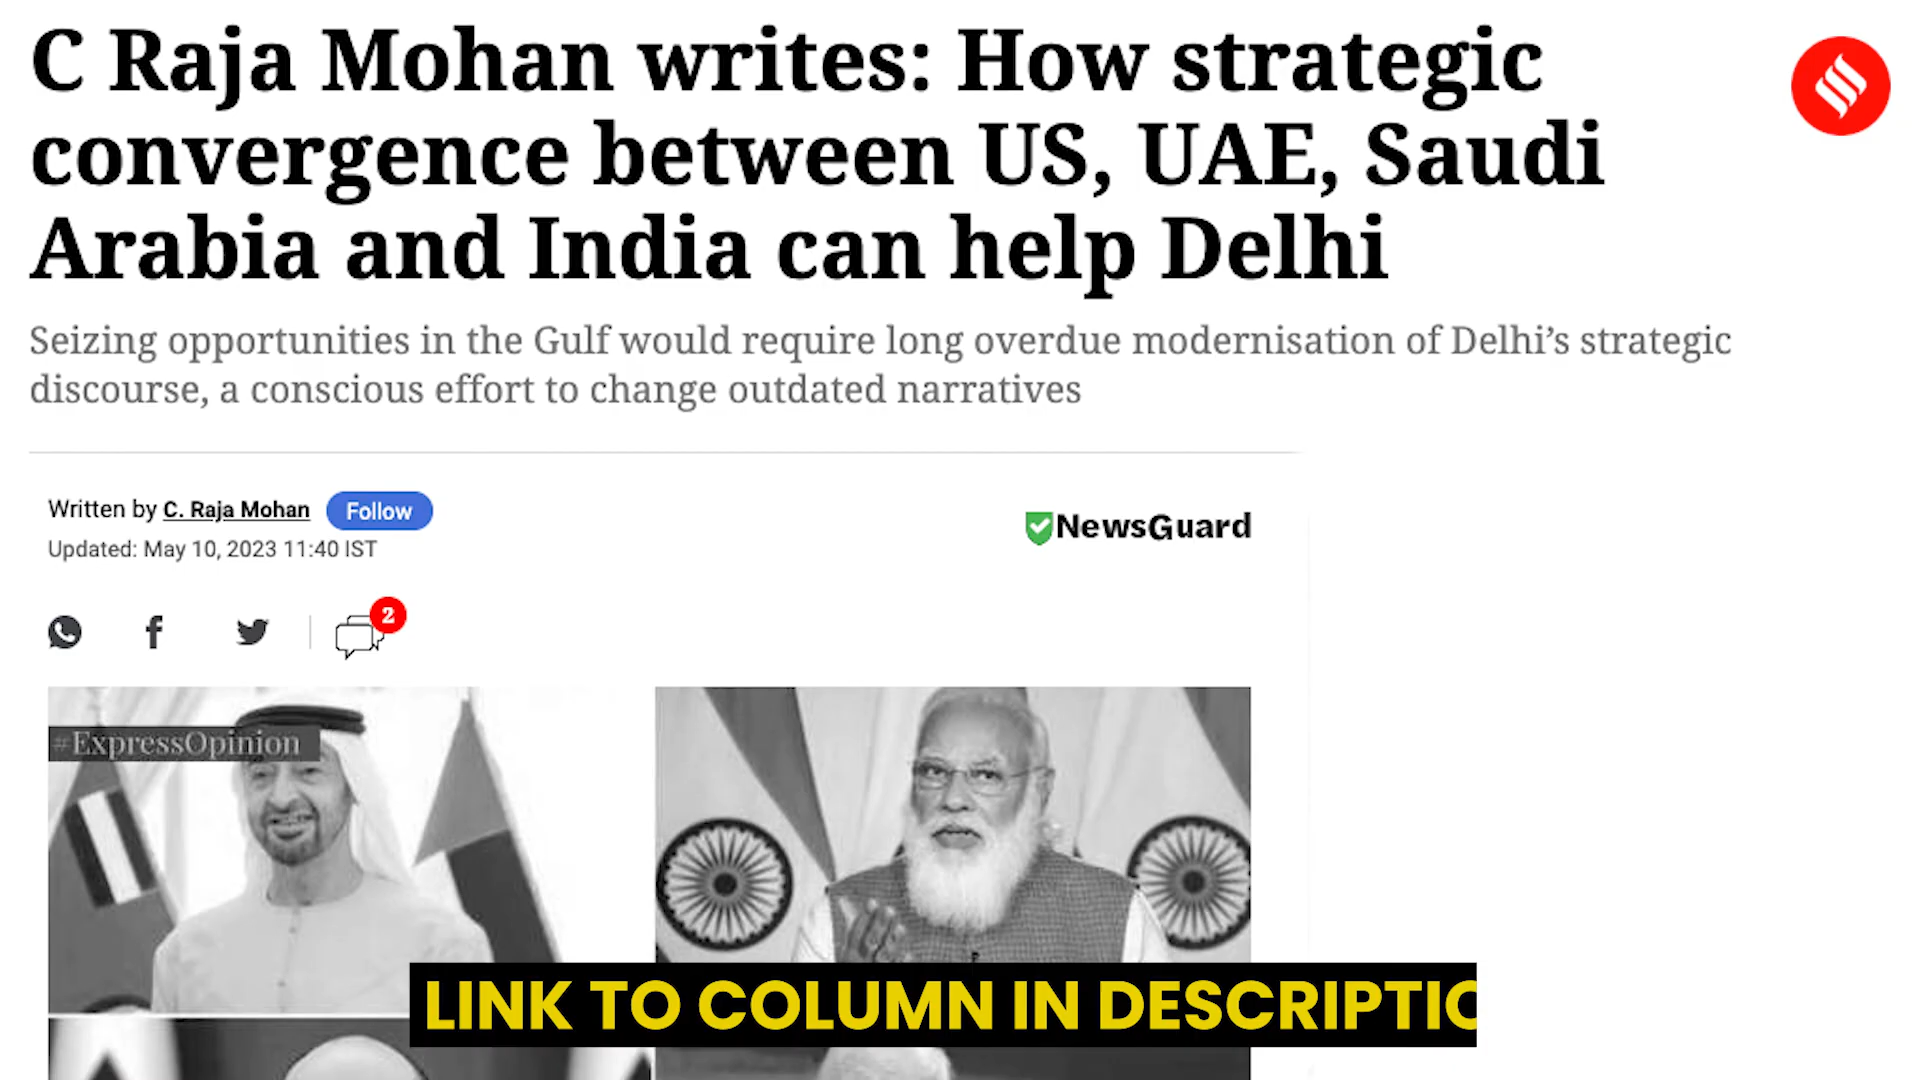 C Raja Mohan writes: How strategic
convergence between US, UAE, Saudi
Arabia and India can help Delhi
Seizing opportunities in the Gulf would require long overdue modernisation of Delhi’s strategic
discourse, a conscious effort to change outdated narratives
Written by C. Raja Mohan Follow
NewsGuard
Updated: May 10, 2023 11:40 IST
2
#ExpressOpinion
LINK TO COLUMN IN DESCRIPTIO